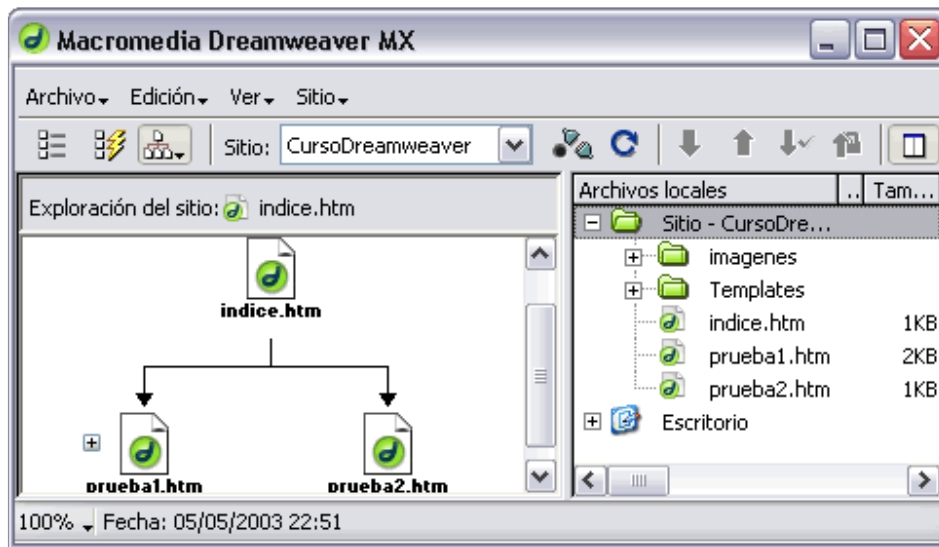 Macromedia Dreamweaver MX
Archivo Edición Ver Sitio
Sitio: CursoDreamweaver
Exploración del sitio: indice.htm
indice.htm
prueba1.htm prueba2.htm
Archivos locales .. Tam...
Sitio - CursoDre...
imagenes
Templates
indice.htm 1KB
prueba1.htm 2KB
prueba2.htm 1KB
Escritorio
100% Fecha: 05/05/2003 22:51